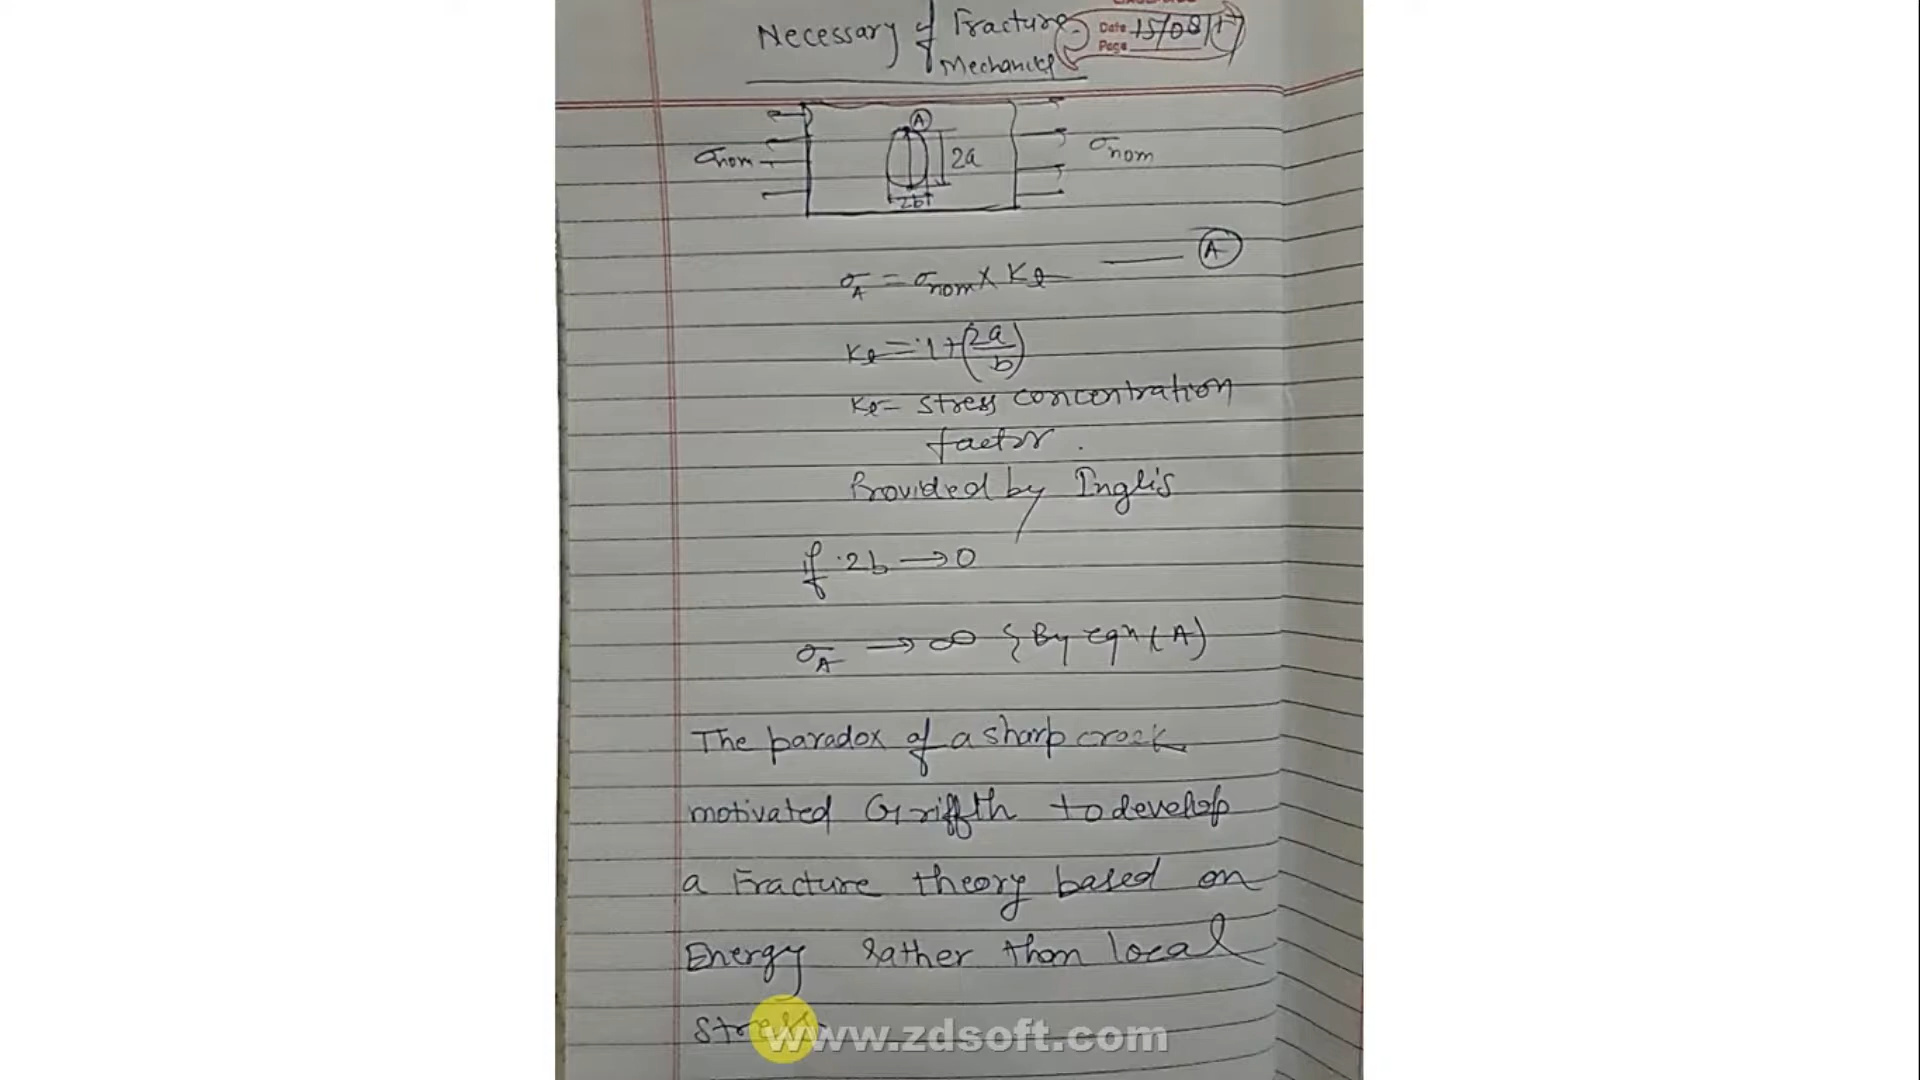 Necessary of Fracture
Mechanics
Date 15/08/17
Page
A
σnom
2a
σnom
2b
A
σA = σnom × Kt
Kt = 1+(2a/b)
Kt = stress concentration
factor.
Provided by Inglis
if 2b → 0
σA → ∞ {By eqn (A)
The paradox of a sharp crack
motivated Griffth to develop
a Fracture theory based on
Energy rather than local
stress
www.zdsoft.com